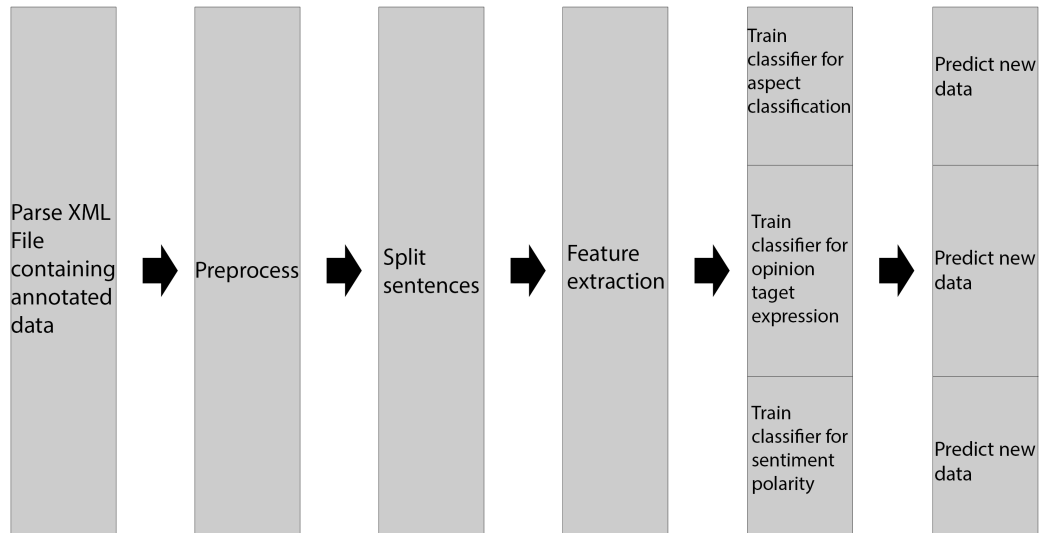 Parse XML
File
containing
annotated
data
Preprocess
Split
sentences
Feature
extraction
Train
classifier for
aspect
classification
Train
classifier for
opinion
taget
expression
Train
classifier for
sentiment
polarity
Predict new
data
Predict new
data
Predict new
data